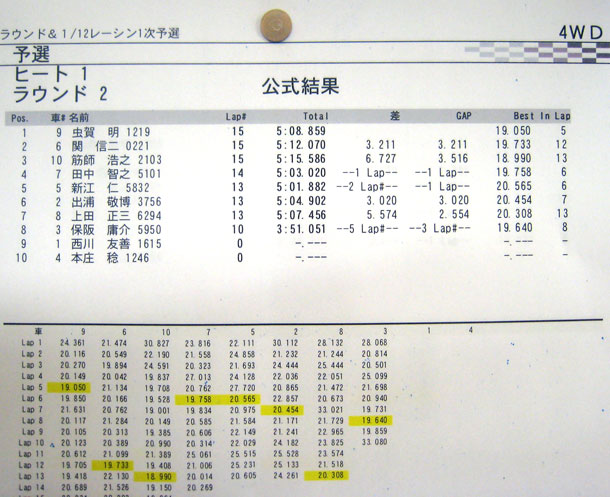 ラウンド& 1/12レーシン1次予選
4WD
予選
ヒート 1
ラウンド 2
公式結果
Pos. 車# 名前 Lap# Total 差 GAP Best In Lap
1 9 虫賀 明 1219 15 5:08.859 19.050 5
2 6 関 信二 0221 15 5:12.070 3.211 3.211 19.733 12
3 10 筋師 浩之 2103 15 5:15.586 6.727 3.516 18.990 13
4 7 田中 智之 5101 14 5:03.020 --1 Lap-- --1 Lap-- 19.758 6
5 5 新江 仁 5832 13 5:01.882 --2 Lap#-- --1 Lap-- 20.565 6
6 2 出浦 敬博 3756 13 5:04.902 3.020 3.020 20.454 7
7 8 上田 正三 6294 13 5:07.456 5.574 2.554 20.308 13
8 3 保阪 庸介 5950 10 3:51.051 --5 Lap#-- --3 Lap#-- 19.640 8
9 1 西川 友善 1615 0 -.--- -.---
10 4 本庄 稔 1246 0 -.--- -.---
車 9 6 10 7 5 2 8 3 1 4
Lap 1 24.361 21.474 30.827 23.816 22.111 30.112 28.132 28.068
Lap 2 20.116 20.549 22.190 21.558 24.858 21.232 21.244 20.814
Lap 3 20.270 19.894 24.591 20.323 21.693 24.444 25.444 20.501
Lap 4 20.149 20.042 19.837 27.013 24.128 22.036 22.051 25.099
Lap 5 19.050 21.134 19.708 20.762 27.720 20.865 21.472 21.698
Lap 6 19.850 20.166 19.528 19.758 20.565 22.857 20.673 20.940
Lap 7 21.631 20.762 19.001 19.834 20.975 20.454 33.021 19.731
Lap 8 20.117 21.284 20.149 20.585 21.584 21.171 21.729 19.640
Lap 9 20.105 20.313 19.385 20.606 22.149 21.241 22.965 19.859
Lap 10 20.123 20.389 20.990 20.314 22.029 24.182 23.825 33.080
20.612 21.099 21.389 25.061 25.515 25.528 23.574
Lap 12 19.705 19.733 19.408 21.006 25.231 25.133 21.518
Lap 13 19.418 22.130 18.990 20.014 20.605 24.261 20.308
Lap 14 20.689 21.526 19.150 20.269